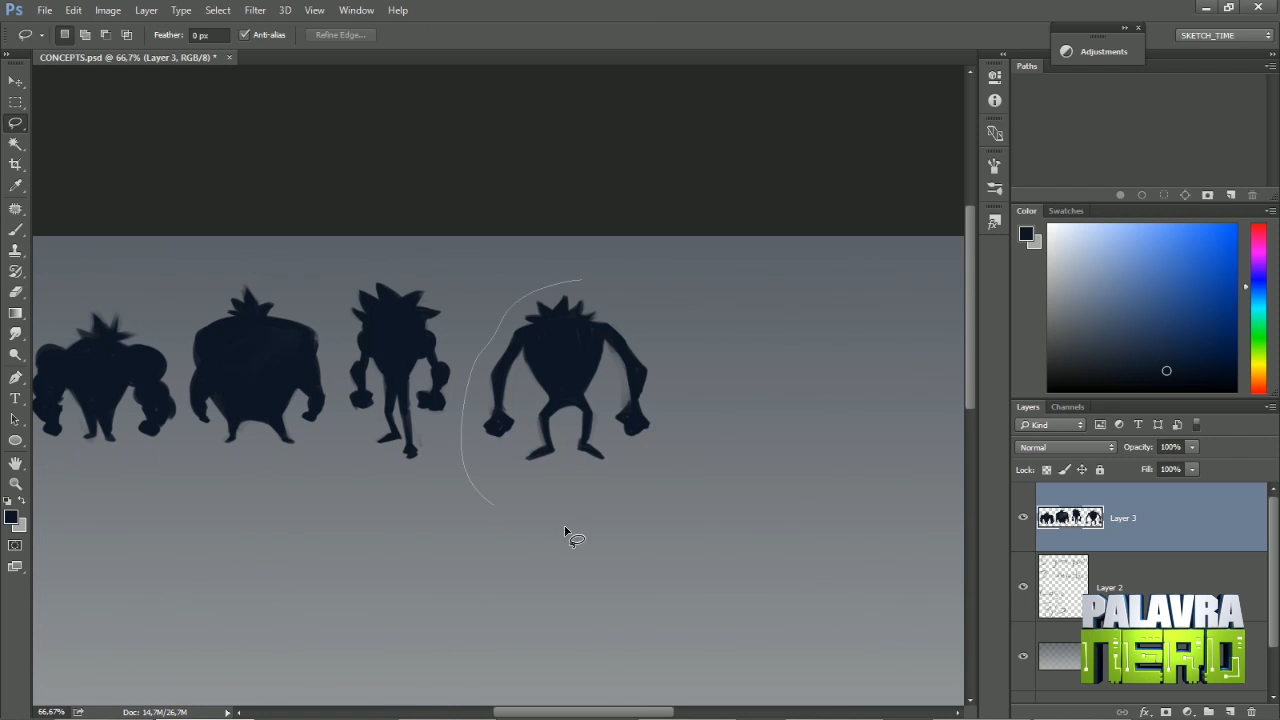 Ps File Edit Image Layer Type Select Filter 3D View Window Help
Feather: 0 px Anti-alias Refine Edge... SKETCH_TIME
CONCEPTS.psd @ 66,7% (Layer 3, RGB/8) *
Adjustments
Paths
Color Swatches
Layers Channels
Kind
Normal Opacity: 100%
Lock: Fill: 100%
Layer 3
Layer 2
PALAVRA
NERD
66,67% Doc: 14,7M/26,7M